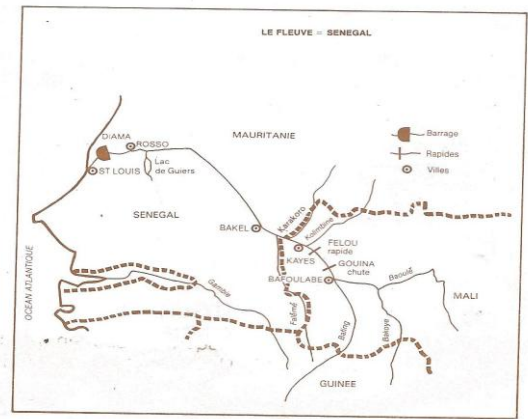 LE FLEUVE = SENEGAL
DIAMA
ROSSO
MAURITANIE
Barrage
Rapides
Villes
ST LOUIS
Lac
de Guiers
SENEGAL
BAKEL
Karakoro
Kolimbine
KAYES
FELOU
rapide
GOUINA
chute
BAFOULABE
Baoulé
MALI
OCEAN ATLANTIQUE
Gambie
Falémé
Bafing
Bakoye
GUINEE